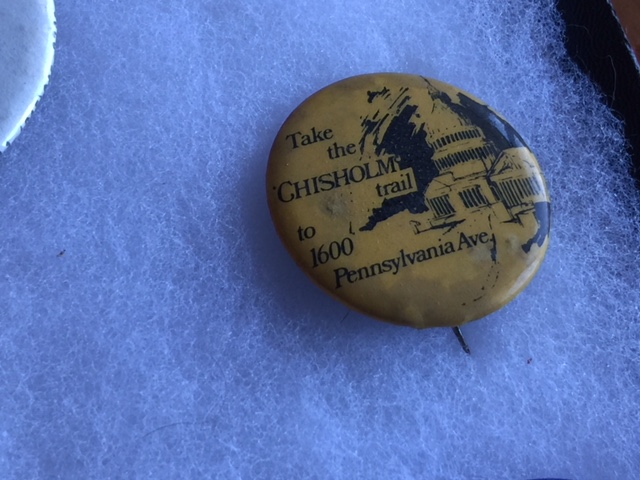 Take
the
CHISHOLM
trail
to
1600
Pennsylvania Ave.